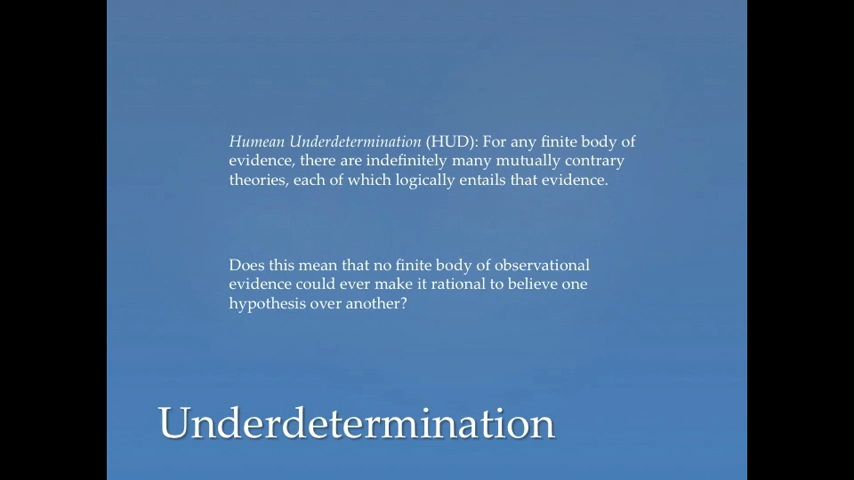 Humean Underdetermination (HUD): For any finite body of
evidence, there are indefinitely many mutually contrary
theories, each of which logically entails that evidence.
Does this mean that no finite body of observational
evidence could ever make it rational to believe one
hypothesis over another?
Underdetermination